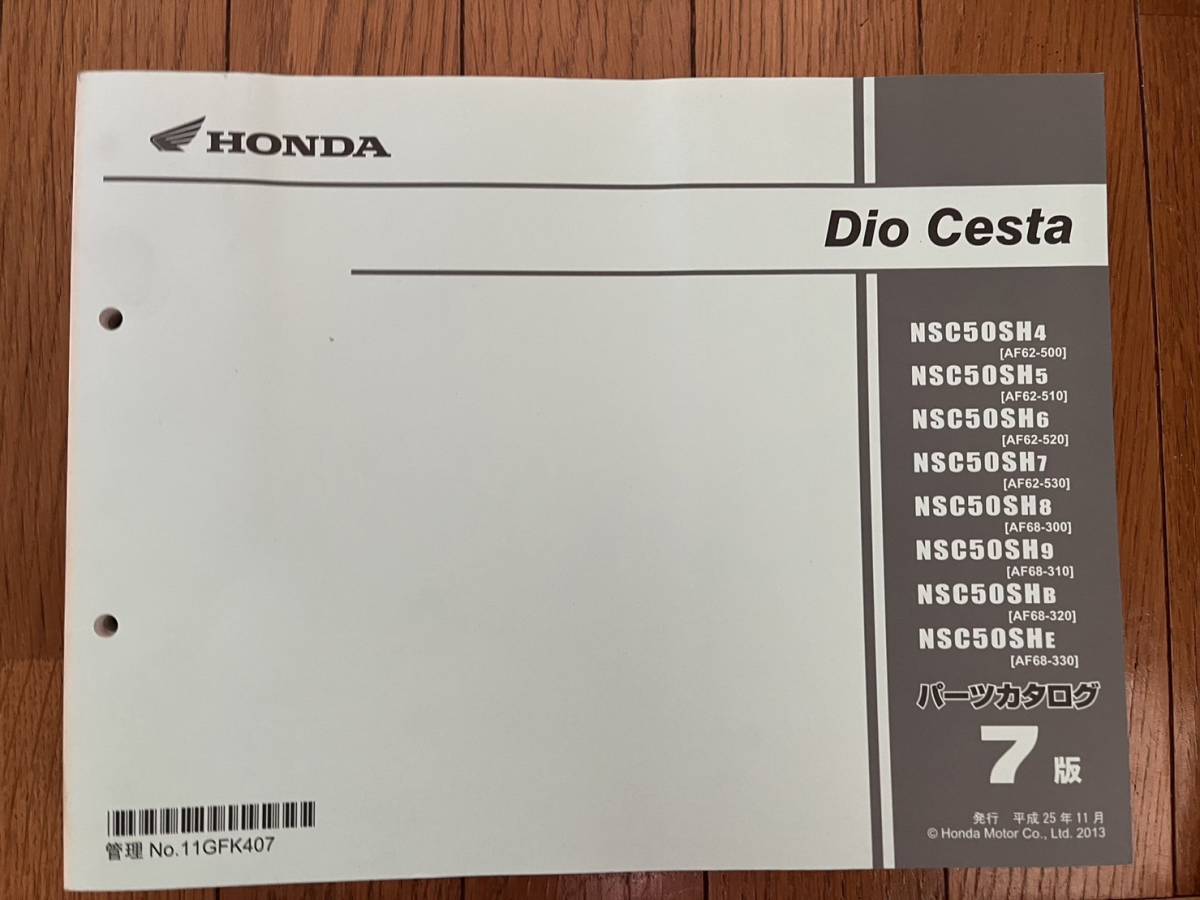 HONDA
Dio Cesta
NSC50SH4
[AF62-500]
NSC50SH5
[AF62-510]
NSC50SH6
[AF62-520]
NSC50SH7
[AF62-530]
NSC50SH8
[AF68-300]
NSC50SH9
[AF68-310]
NSC50SHB
[AF68-320]
NSC50SHE
[AF68-330]
パーツカタログ
7版
発行 平成25年11月
© Honda Motor Co., Ltd. 2013
管理 No.11GFK407